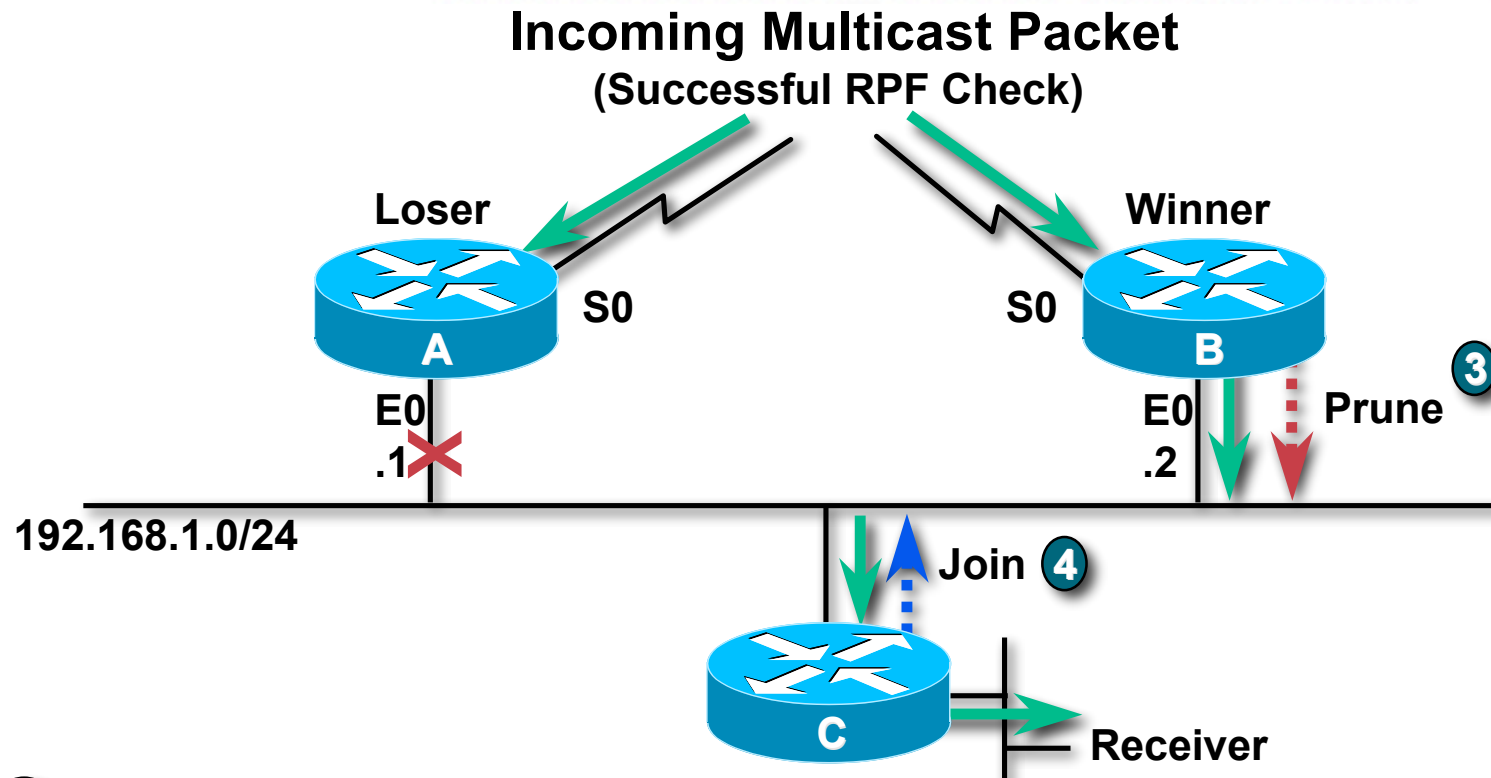 Incoming Multicast Packet
(Successful RPF Check)
Loser
Winner
S0
S0
A
B
3
E0
E0
Prune
.1
.2
192.168.1.0/24
Join 4
C
Receiver